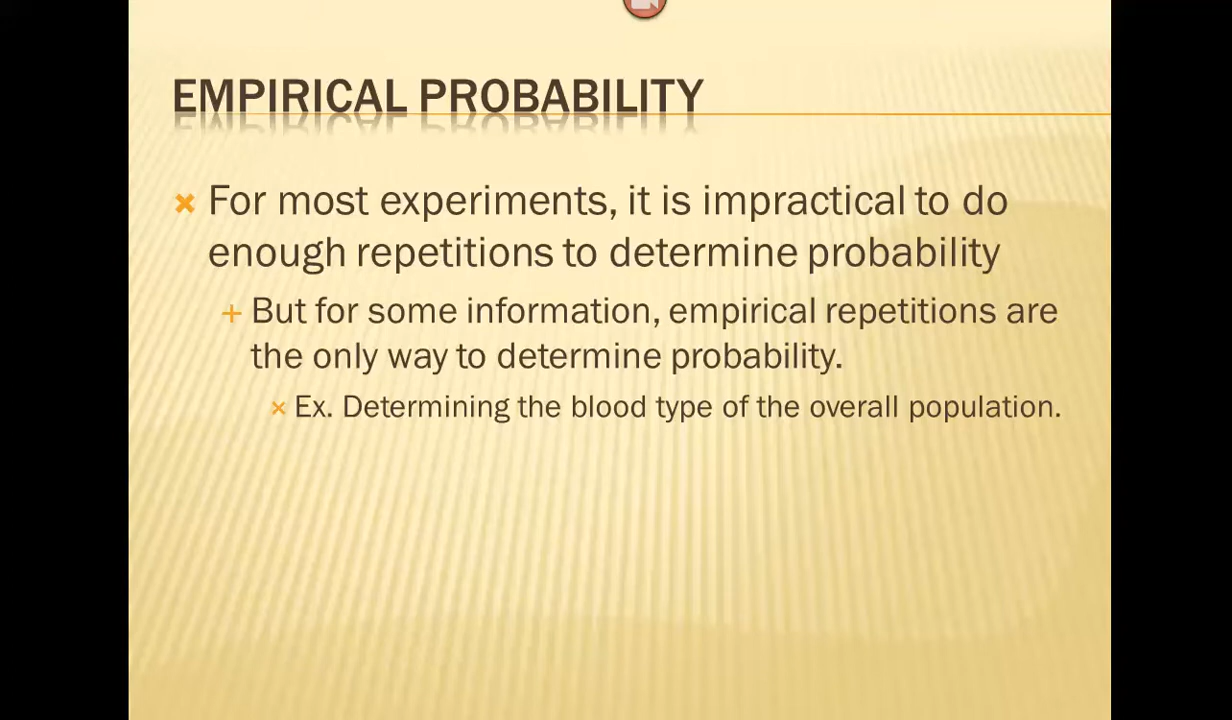 EMPIRICAL PROBABILITY
For most experiments, it is impractical to do
enough repetitions to determine probability
But for some information, empirical repetitions are
the only way to determine probability.
Ex. Determining the blood type of the overall population.